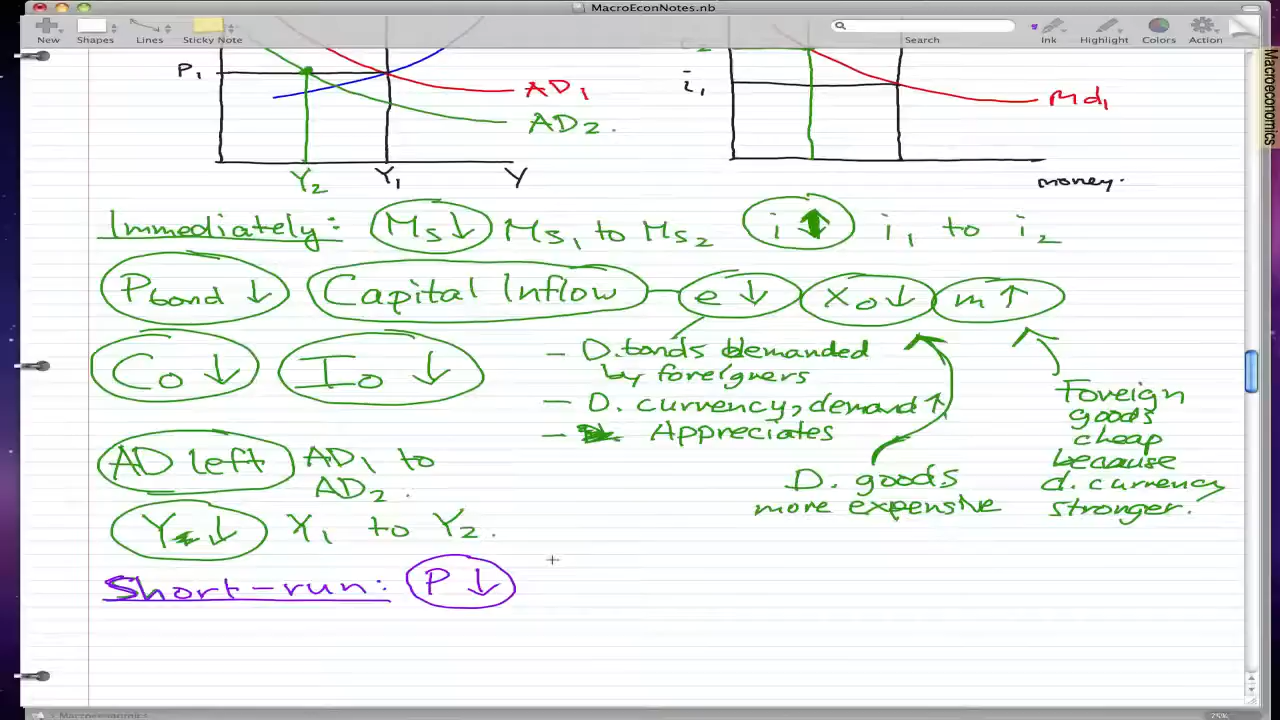 MacroEconNotes.nb
New Shapes Lines Sticky Note Search Ink Highlight Colors Action
Macroeconomics
P₁
AD₁
AD₂.
Y₂ Y₁ Y
i₁
Md₁
money.
Immediately: Ms↓ Ms₁ to Ms₂ i↑ i₁ to i₂
Pbond ↓ Capital Inflow e↓ Xo↓ m↑
Co↓ Io↓
- D. bonds demanded
by foreigners
- D. currency, demand↑
- Appreciates
D. goods
more expensive
Foreign
goods
cheap
because
d. currency
stronger.
AD left AD₁ to
AD₂.
Y↓ Y₁ to Y₂.
Short-run: P↓
Macroeconomics
25%